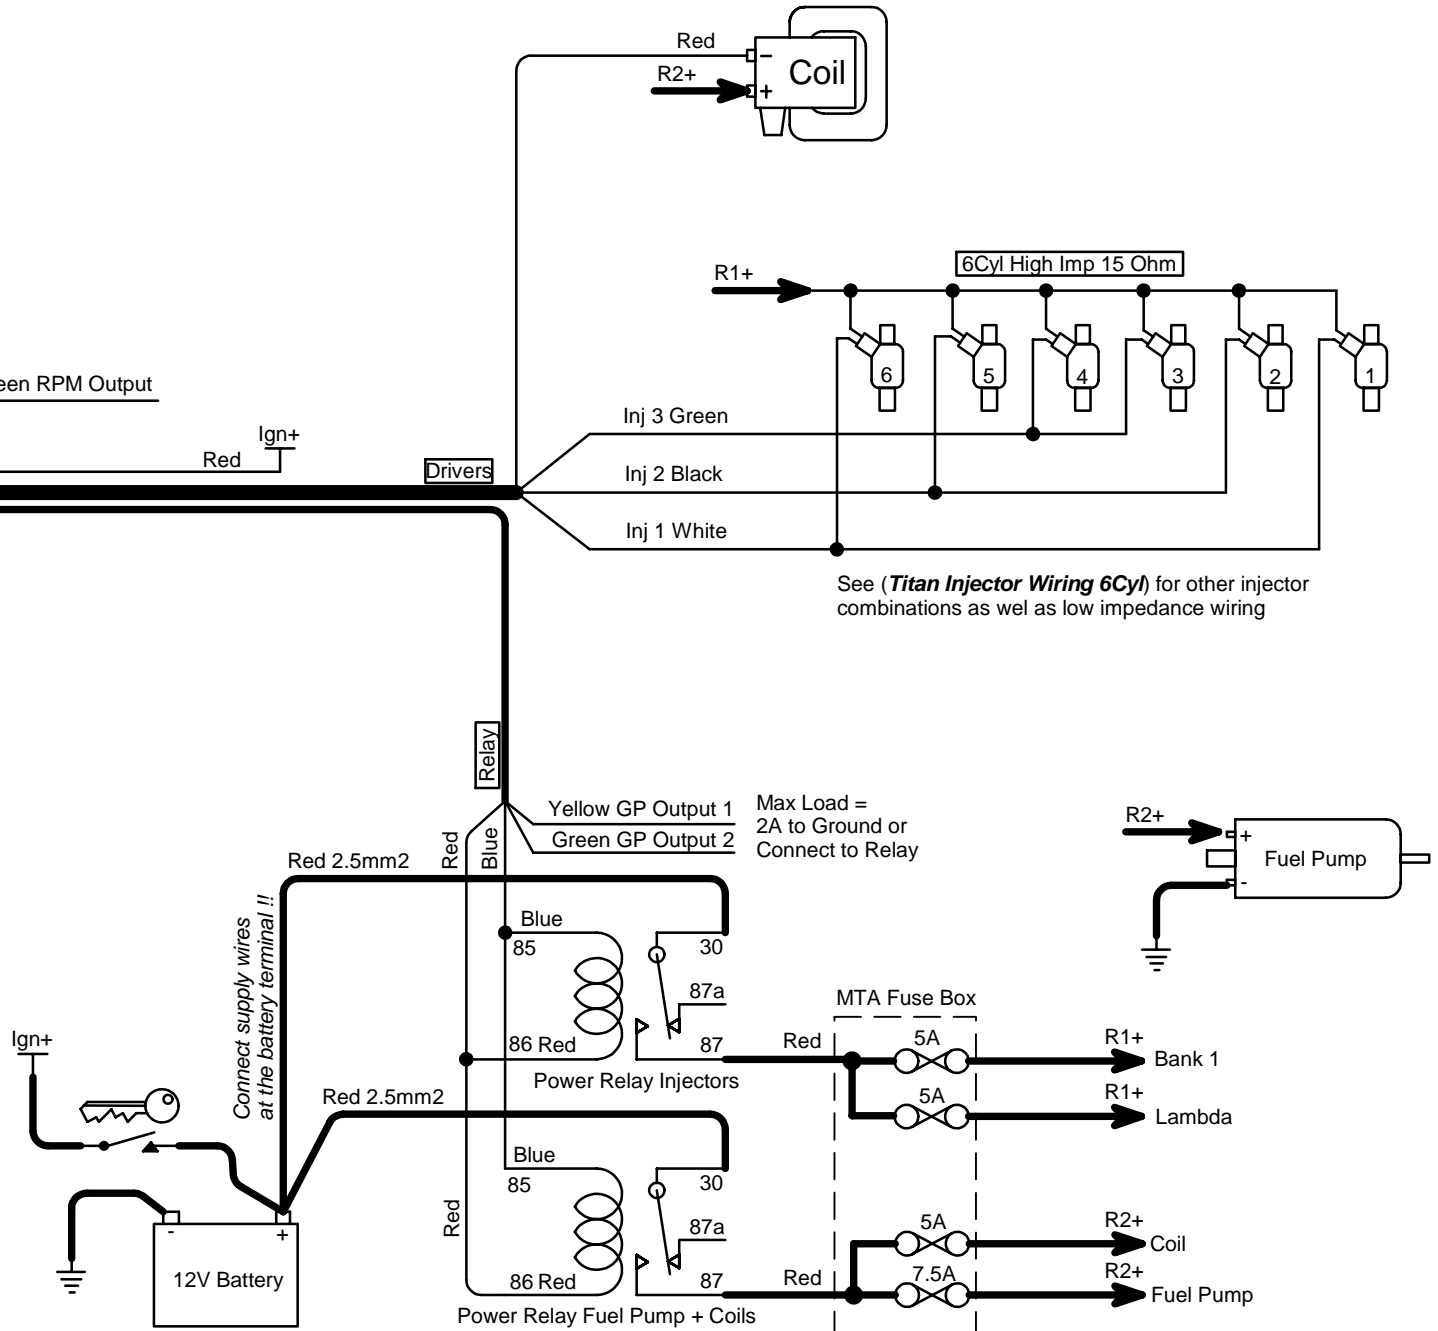 Red
R2+
-
+
Coil
R1+
6Cyl High Imp 15 Ohm
6
5
4
3
2
1
een RPM Output
Ign+
Red
Drivers
Inj 3 Green
Inj 2 Black
Inj 1 White
See (Titan Injector Wiring 6Cyl) for other injector
combinations as wel as low impedance wiring
Relay
Yellow GP Output 1
Green GP Output 2
Max Load =
2A to Ground or
Connect to Relay
Red
Blue
R2+
+
-
Fuel Pump
Red 2.5mm2
Connect supply wires
at the battery terminal !!
Blue
85
30
87a
86 Red
87
Power Relay Injectors
Red
MTA Fuse Box
5A
R1+
Bank 1
5A
R1+
Lambda
Ign+
Red 2.5mm2
Blue
85
30
87a
Red
86 Red
87
Power Relay Fuel Pump + Coils
Red
5A
R2+
Coil
7.5A
R2+
Fuel Pump
-
+
12V Battery